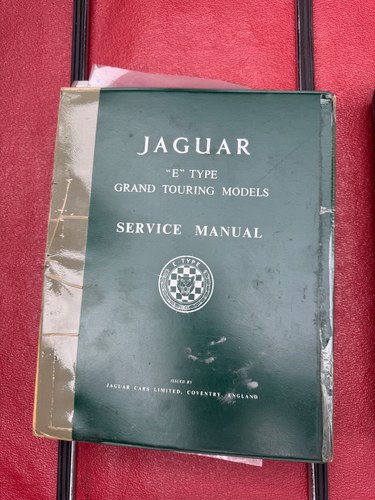 JAGUAR
"E" TYPE
GRAND TOURING MODELS
SERVICE MANUAL
E TYPE
ISSUED BY
JAGUAR CARS LIMITED, COVENTRY, ENGLAND